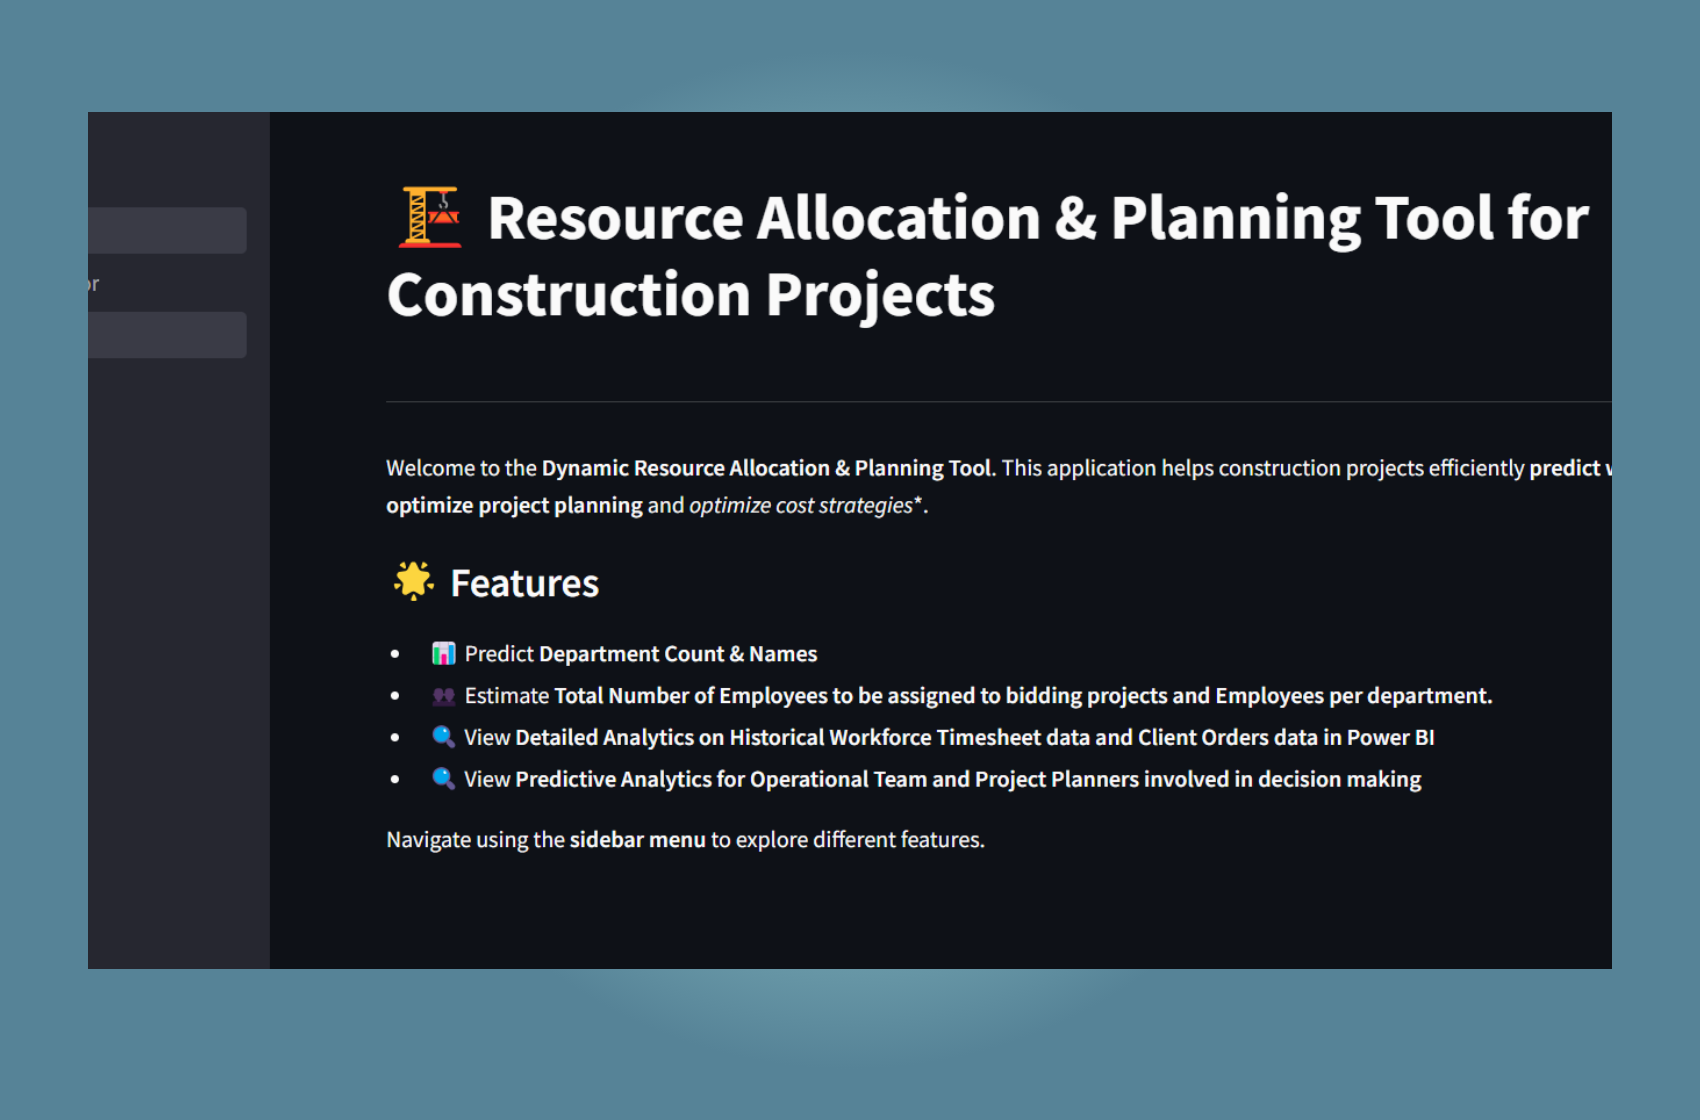 Resource Allocation & Planning Tool for
Construction Projects
or
Welcome to the Dynamic Resource Allocation & Planning Tool. This application helps construction projects efficiently predict
optimize project planning and optimize cost strategies*.
Features
Predict Department Count & Names
Estimate Total Number of Employees to be assigned to bidding projects and Employees per department.
View Detailed Analytics on Historical Workforce Timesheet data and Client Orders data in Power BI
View Predictive Analytics for Operational Team and Project Planners involved in decision making
Navigate using the sidebar menu to explore different features.